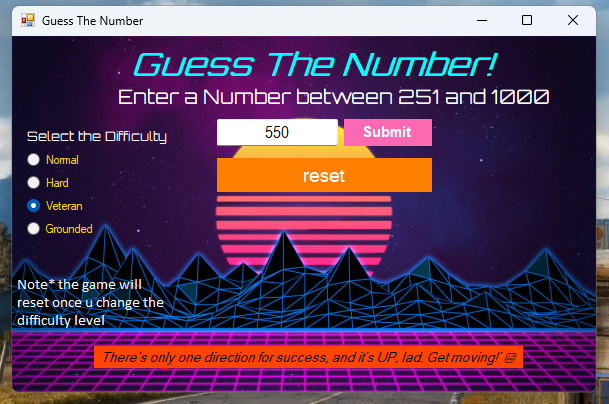 Guess The Number
Guess The Number!
Enter a Number between 251 and 1000
Select the Difficulty
550
Submit
Normal
reset
Hard
Veteran
Grounded
Note* the game will
reset once u change the
difficulty level
There's only one direction for success, and it's UP, lad. Get moving!'